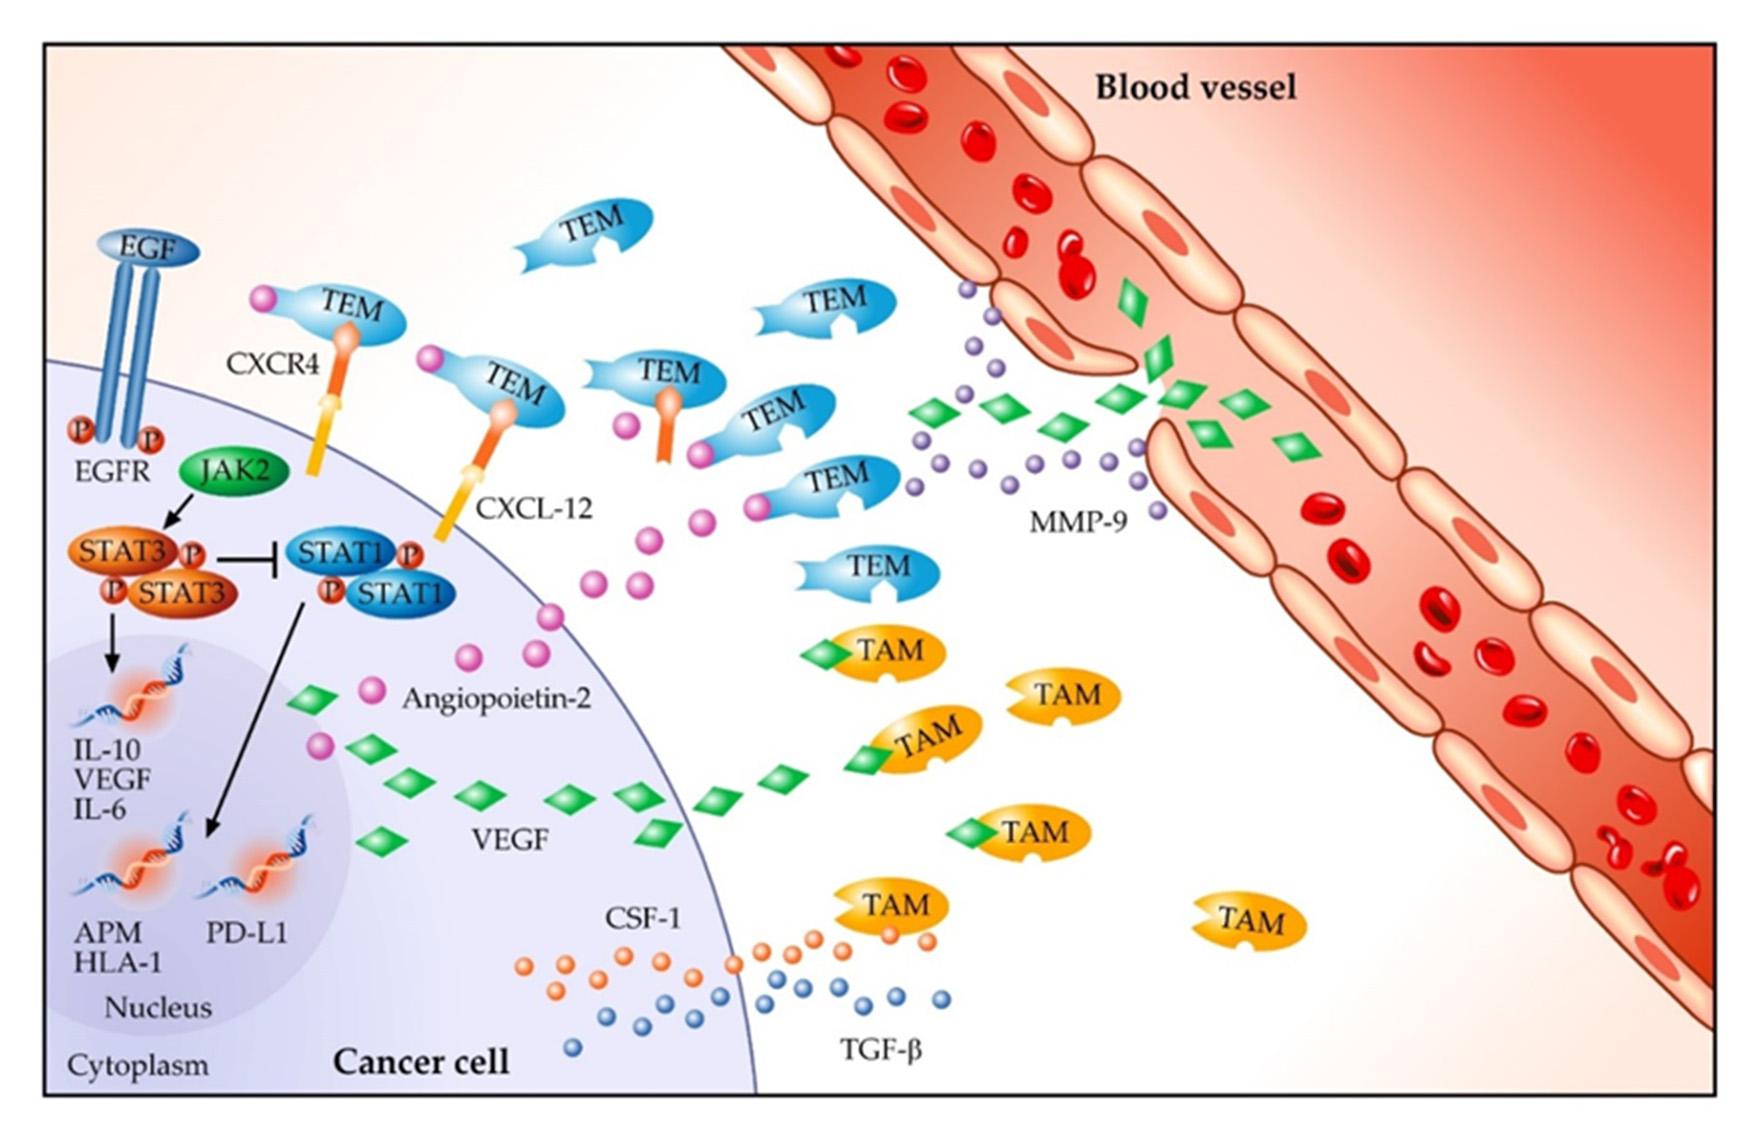 Blood vessel
EGF
TEM
TEM
TEM
CXCR4
TEM
TEM
TEM
P
P
EGFR
JAK2
TEM
CXCL-12
MMP-9
STAT3
P
STAT1
P
P
STAT3
P
STAT1
TEM
TAM
TAM
Angiopoietin-2
TAM
IL-10
VEGF
IL-6
VEGF
TAM
CSF-1
TAM
TAM
APM
HLA-1
PD-L1
Nucleus
TGF-β
Cytoplasm
Cancer cell